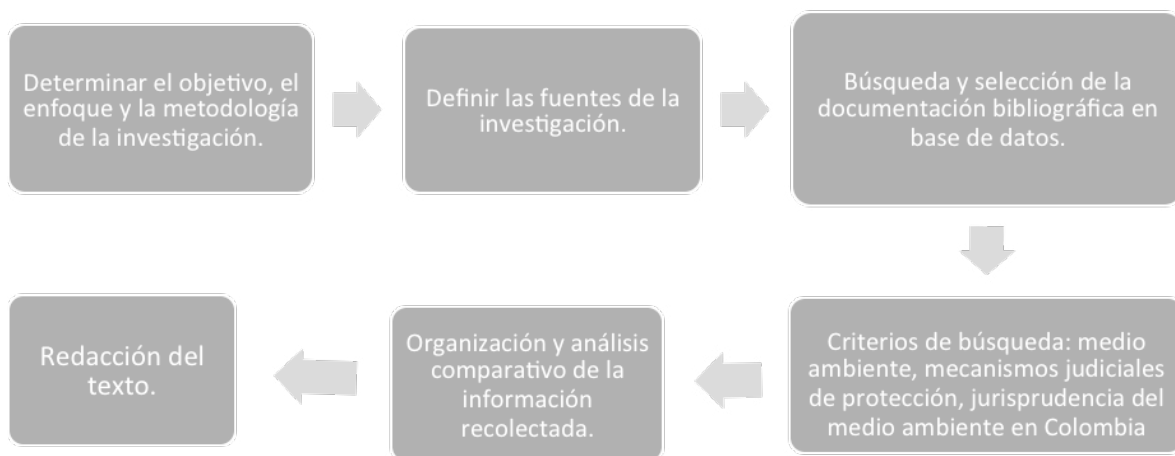 Determinar el objetivo, el
enfoque y la metodología
de la investigación.
Definir las fuentes de la
investigación.
Búsqueda y selección de la
documentación bibliográfica en
base de datos.
Criterios de búsqueda: medio
ambiente, mecanismos judiciales
de protección, jurisprudencia del
medio ambiente en Colombia
Organización y análisis
comparativo de la
información
recolectada.
Redacción del
texto.